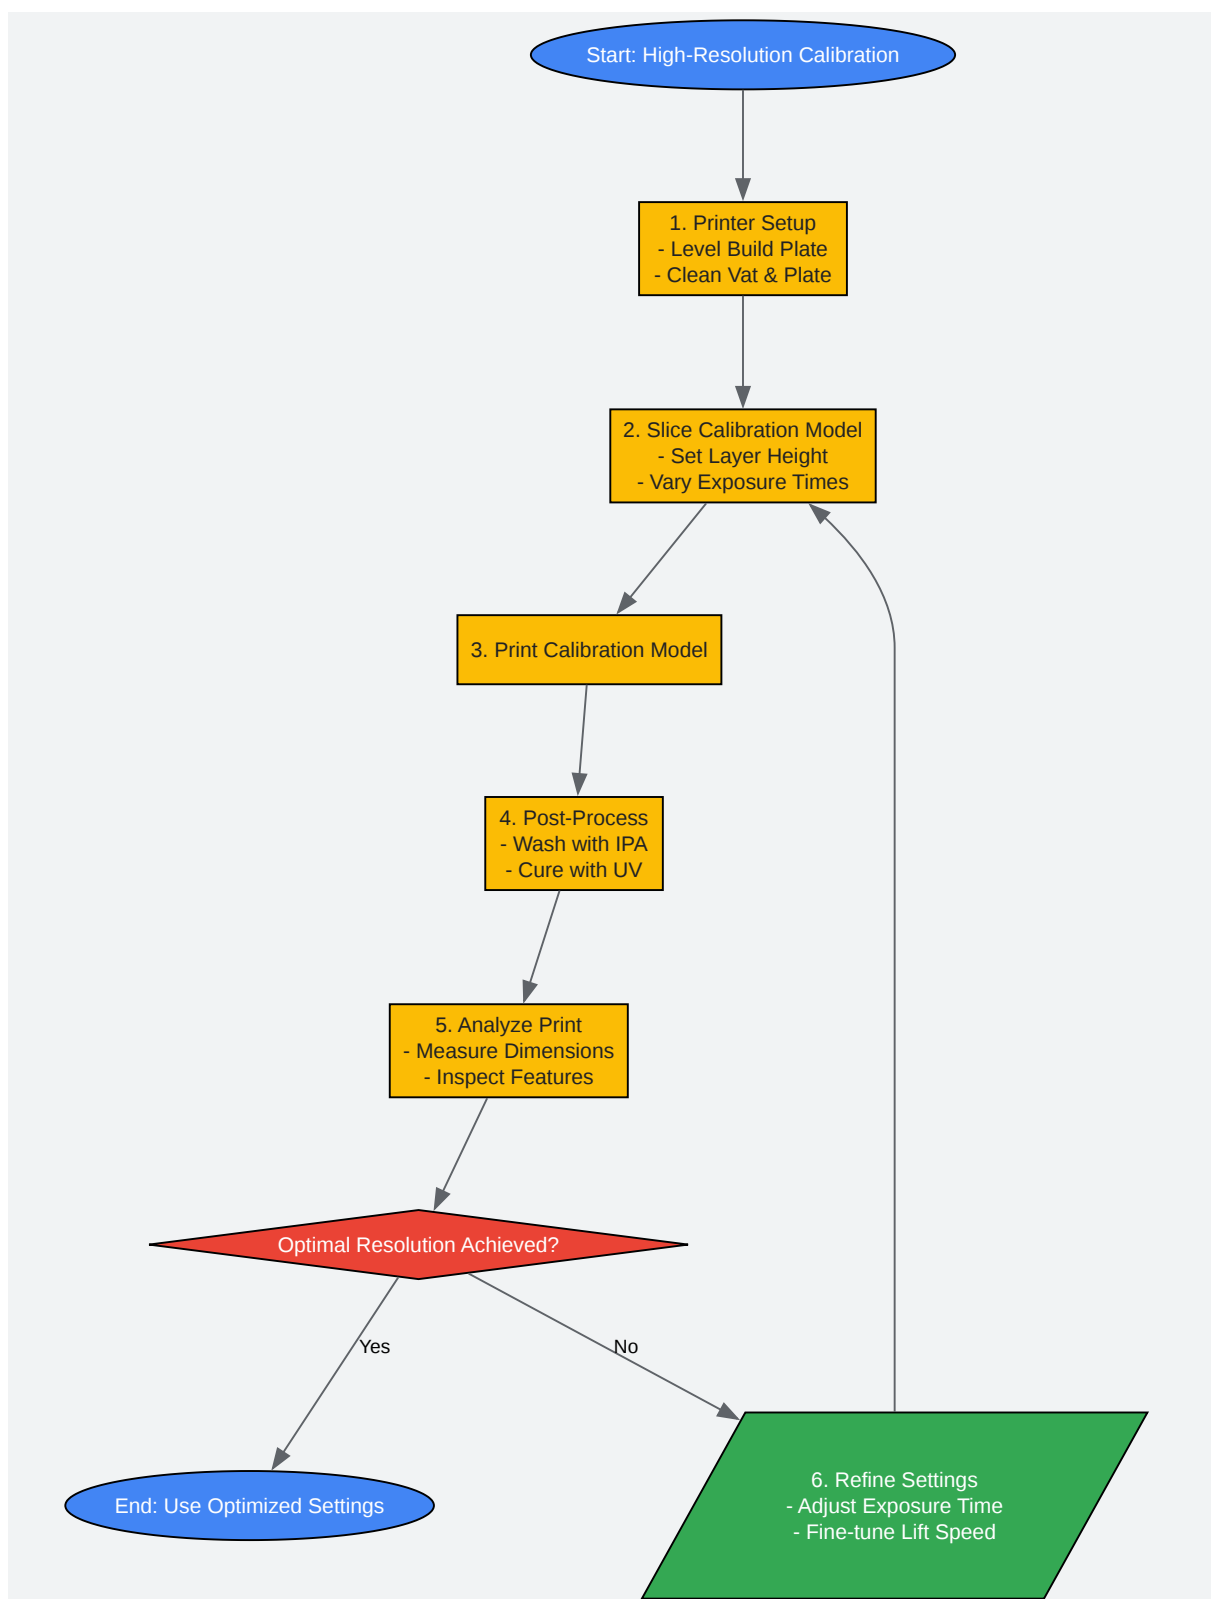 Start: High-Resolution Calibration
1. Printer Setup
- Level Build Plate
- Clean Vat & Plate
2. Slice Calibration Model
- Set Layer Height
- Vary Exposure Times
3. Print Calibration Model
4. Post-Process
- Wash with IPA
- Cure with UV
5. Analyze Print
- Measure Dimensions
- Inspect Features
Optimal Resolution Achieved?
Yes
No
End: Use Optimized Settings
6. Refine Settings
- Adjust Exposure Time
- Fine-tune Lift Speed